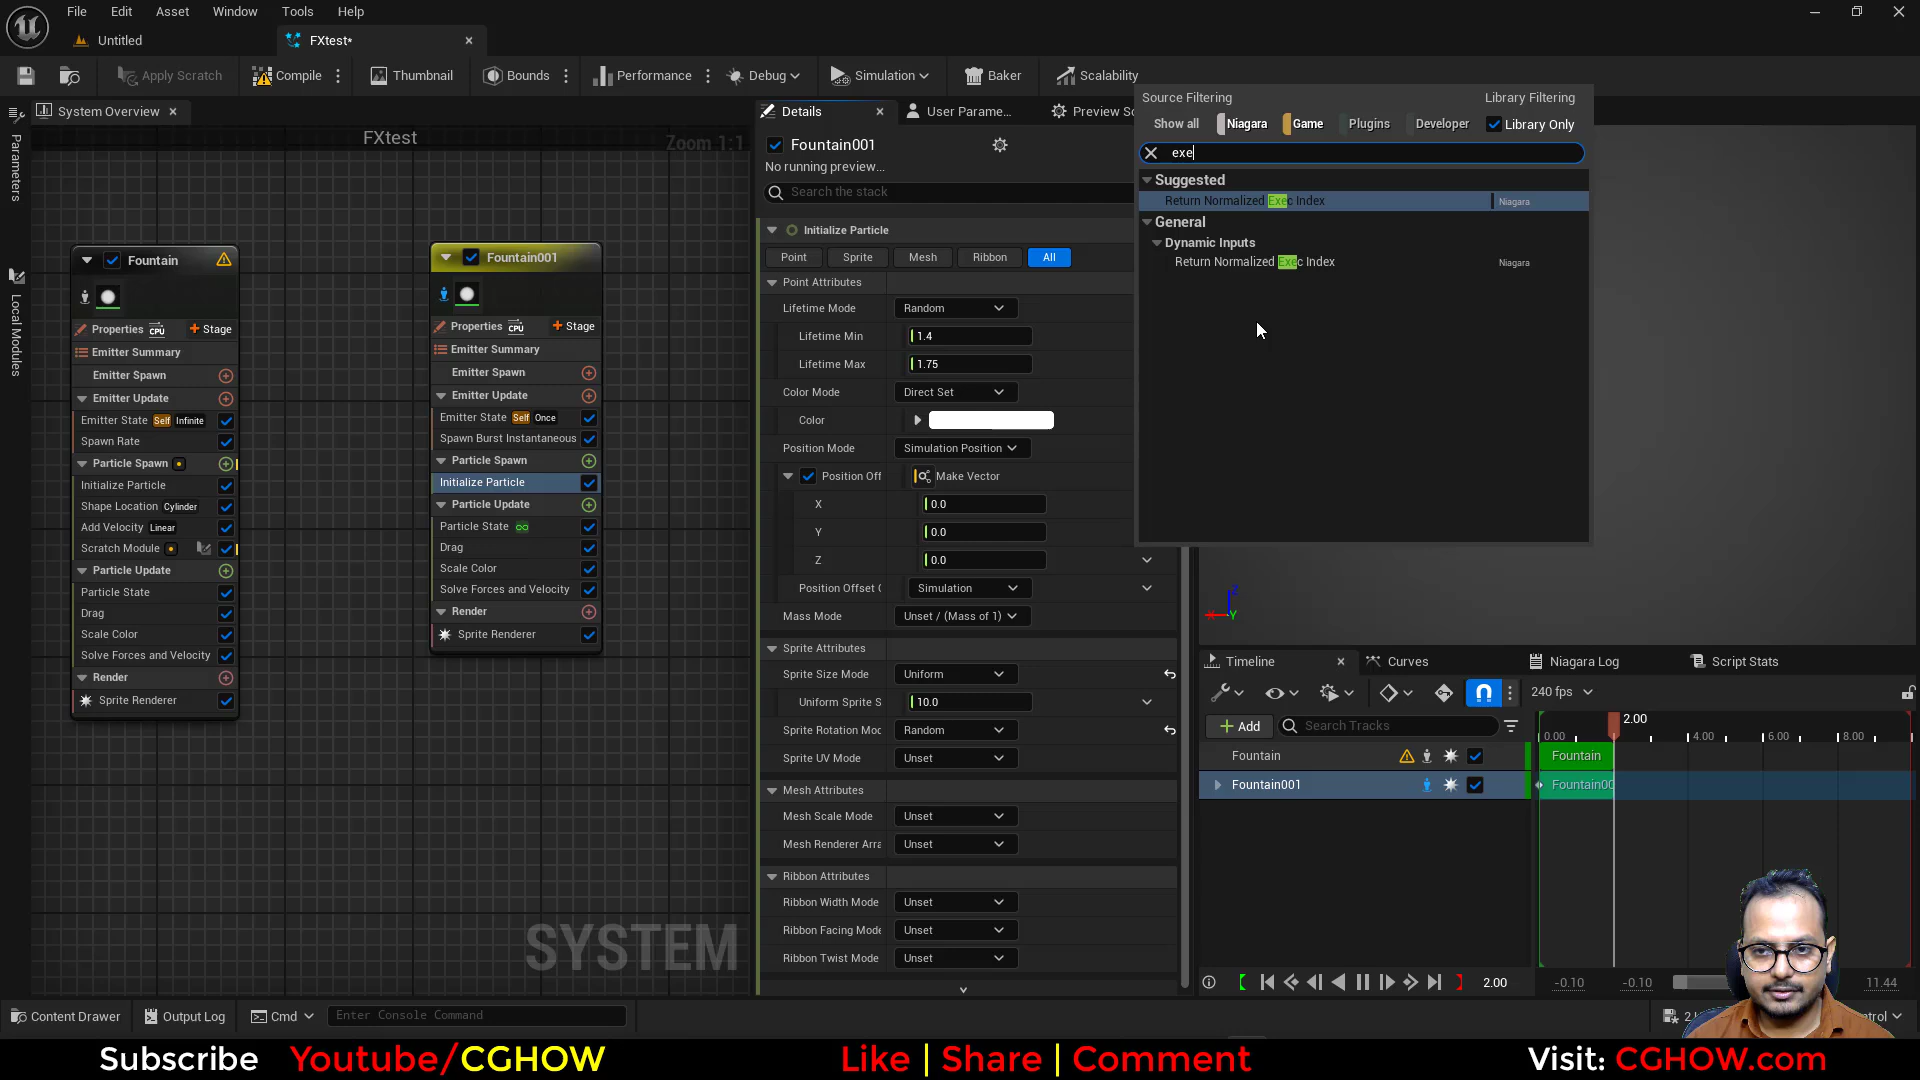 File Edit Asset Window Tools Help
Untitled
FXtest*
Apply Scratch
Compile
Thumbnail
Bounds
Performance
Debug
Simulation
Baker
Scalability
Parameters
Local Modules
System Overview
FXtest
Zoom 1:1
Fountain
Properties CPU Stage
Emitter Summary
Emitter Spawn
Emitter Update
Emitter State Self Infinite
Spawn Rate
Particle Spawn
Initialize Particle
Shape Location Cylinder
Add Velocity Linear
Scratch Module
Particle Update
Particle State
Drag
Scale Color
Solve Forces and Velocity
Render
Sprite Renderer
Fountain001
Properties CPU Stage
Emitter Summary
Emitter Spawn
Emitter Update
Emitter State Self Once
Spawn Burst Instantaneous
Particle Spawn
Initialize Particle
Particle Update
Particle State
Drag
Scale Color
Solve Forces and Velocity
Render
Sprite Renderer
SYSTEM
Details
User Parame...
Preview Sc
Fountain001
No running preview...
Search the stack
Initialize Particle
Point Sprite Mesh Ribbon All
Point Attributes
Lifetime Mode Random
Lifetime Min 1.4
Lifetime Max 1.75
Color Mode Direct Set
Color
Position Mode Simulation Position
Position Off Make Vector
X 0.0
Y 0.0
Z 0.0
Position Offset Simulation
Mass Mode Unset / (Mass of 1)
Sprite Attributes
Sprite Size Mode Uniform
Uniform Sprite S 10.0
Sprite Rotation Moc Random
Sprite UV Mode Unset
Mesh Attributes
Mesh Scale Mode Unset
Mesh Renderer Arra Unset
Ribbon Attributes
Ribbon Width Mode Unset
Ribbon Facing Mode Unset
Ribbon Twist Mode Unset
Source Filtering Library Filtering
Show all Niagara Game Plugins Developer Library Only
exe
Suggested
Return Normalized Exec Index Niagara
General
Dynamic Inputs
Return Normalized Exec Index Niagara
Z
X
Y
Timeline
Curves
Niagara Log
Script Stats
240 fps
Add
Search Tracks
2.00
0.00 4.00 6.00 8.00
Fountain
Fountain
Fountain001
Fountain00
2.00
-0.10 -0.10 11.44
Content Drawer
Output Log
Cmd
Enter Console Command
Subscribe Youtube/CGHOW
Like | Share | Comment
Visit: CGHOW.com